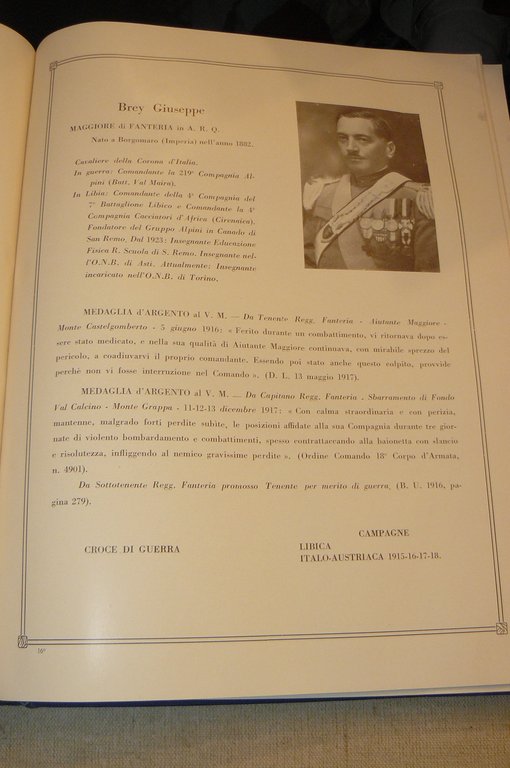 Brey Giuseppe
MAGGIORE di FANTERIA in A. R. Q.
Nato a Borgomaro (Imperia) nell'anno 1882.
Cavaliere della Corona d'Italia.
In guerra: Comandante la 219ª Compagnia Al-
pini (Batt. Val Maira).
In Libia: Comandante della 4ª Compagnia del
7° Battaglione Libico e Comandante la 4ª
Compagnia Cacciatori d'Africa (Cirenaica).
Fondatore del Gruppo Alpini in Canado di
San Remo. Dal 1923: Insegnante Educazione
Fisica R. Scuola di S. Remo. Insegnante nel-
l'O.N.B. di Asti. Attualmente: Insegnante
incaricato nell'O.N.B. di Torino.
MEDAGLIA d'ARGENTO al V. M. — Da Tenente Regg. Fanteria - Aiutante Maggiore -
Monte Castelgomberto - 5 giugno 1916: « Ferito durante un combattimento, vi ritornava dopo es-
sere stato medicato, e nella sua qualità di Aiutante Maggiore continuava, con mirabile sprezzo del
pericolo, a coadiuvarvi il proprio comandante. Essendo poi stato anche questo colpito, provvide
perchè non vi fosse interruzione nel Comando ». (D. L. 13 maggio 1917).
MEDAGLIA d'ARGENTO al V. M. — Da Capitano Regg. Fanteria - Sbarramento di Fondo
Val Calcino - Monte Grappa - 11-12-13 dicembre 1917: « Con calma straordinaria e con perizia,
mantenne, malgrado forti perdite subite, le posizioni affidate alla sua Compagnia durante tre gior-
nate di violento bombardamento e combattimenti, spesso contrattaccando alla baionetta con slancio
e risolutezza, infliggendo al nemico gravissime perdite ». (Ordine Comando 18° Corpo d'Armata,
n. 4901).
Da Sottotenente Regg. Fanteria promosso Tenente per merito di guerra. (B. U. 1916, pa-
gina 279).
CROCE DI GUERRA
CAMPAGNE
LIBICA
ITALO-AUSTRIACA 1915-16-17-18.
16°